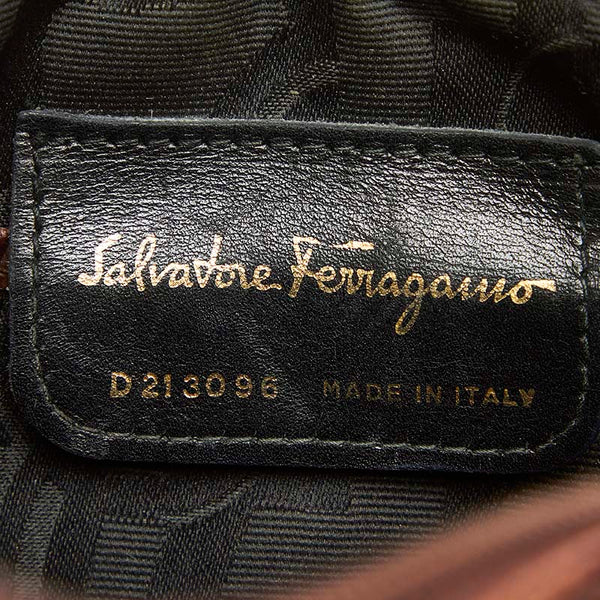 Salvatore Ferragamo
D213096 MADE IN ITALY